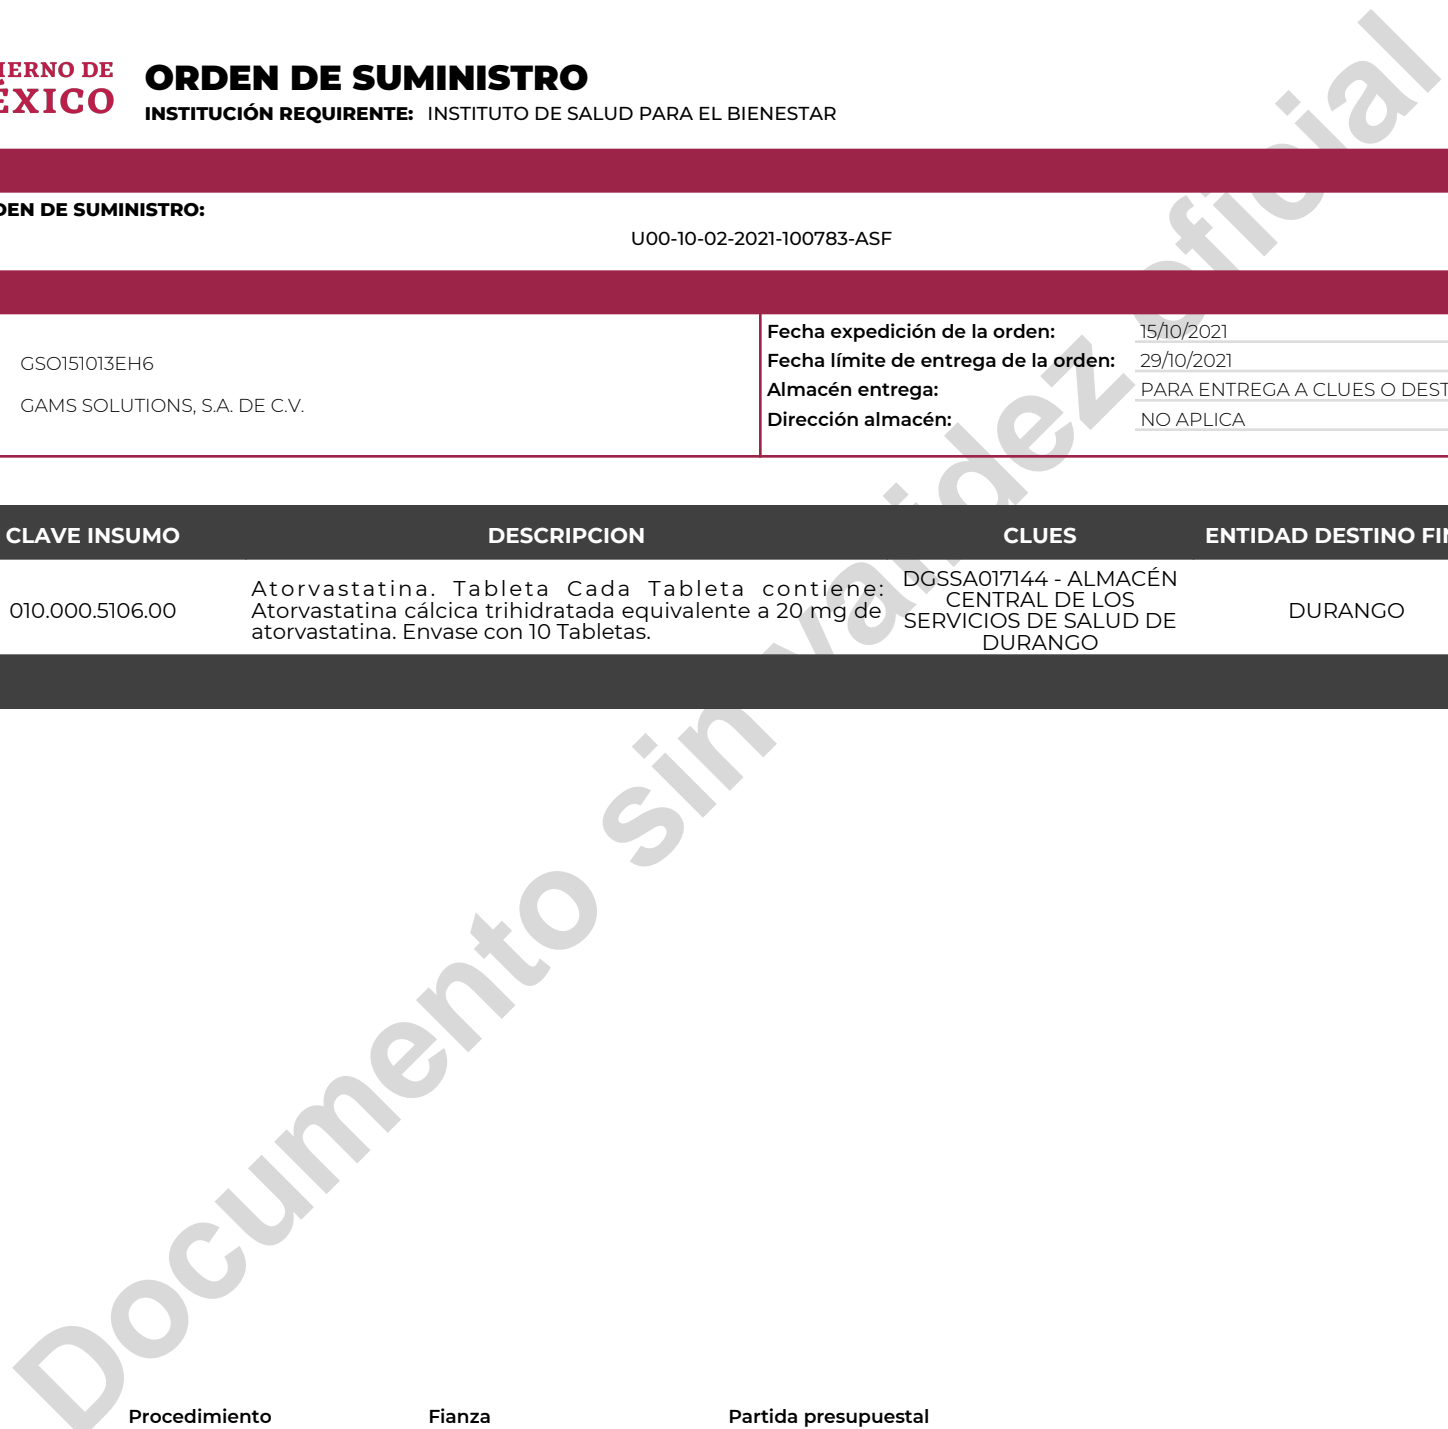 IERNO DE
ÉXICO
ORDEN DE SUMINISTRO
INSTITUCIÓN REQUIRENTE: INSTITUTO DE SALUD PARA EL BIENESTAR
DEN DE SUMINISTRO:
U00-10-02-2021-100783-ASF
GSO151013EH6
GAMS SOLUTIONS, S.A. DE C.V.
Fecha expedición de la orden: 15/10/2021
Fecha límite de entrega de la orden: 29/10/2021
Almacén entrega: PARA ENTREGA A CLUES O DEST
Dirección almacén: NO APLICA
CLAVE INSUMO DESCRIPCION CLUES ENTIDAD DESTINO FIN
010.000.5106.00
Atorvastatina. Tableta Cada Tableta contiene:
Atorvastatina cálcica trihidratada equivalente a 20 mg de
atorvastatina. Envase con 10 Tabletas.
DGSSA017144 - ALMACÉN
CENTRAL DE LOS
SERVICIOS DE SALUD DE
DURANGO
DURANGO
Documento sin validez oficial
Procedimiento Fianza Partida presupuestal